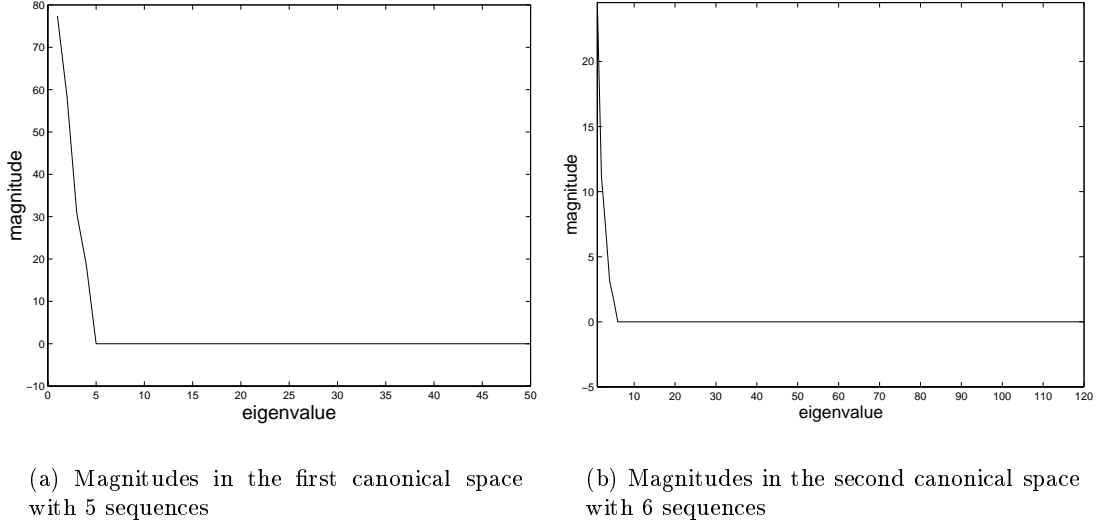 80
70
60
50
40
30
20
10
0
−10
magnitude
0 5 10 15 20 25 30 35 40 45 50
eigenvalue
20
15
10
5
0
−5
magnitude
10 20 30 40 50 60 70 80 90 100 110 120
eigenvalue
(a) Magnitudes in the first canonical space
with 5 sequences
(b) Magnitudes in the second canonical space
with 6 sequences